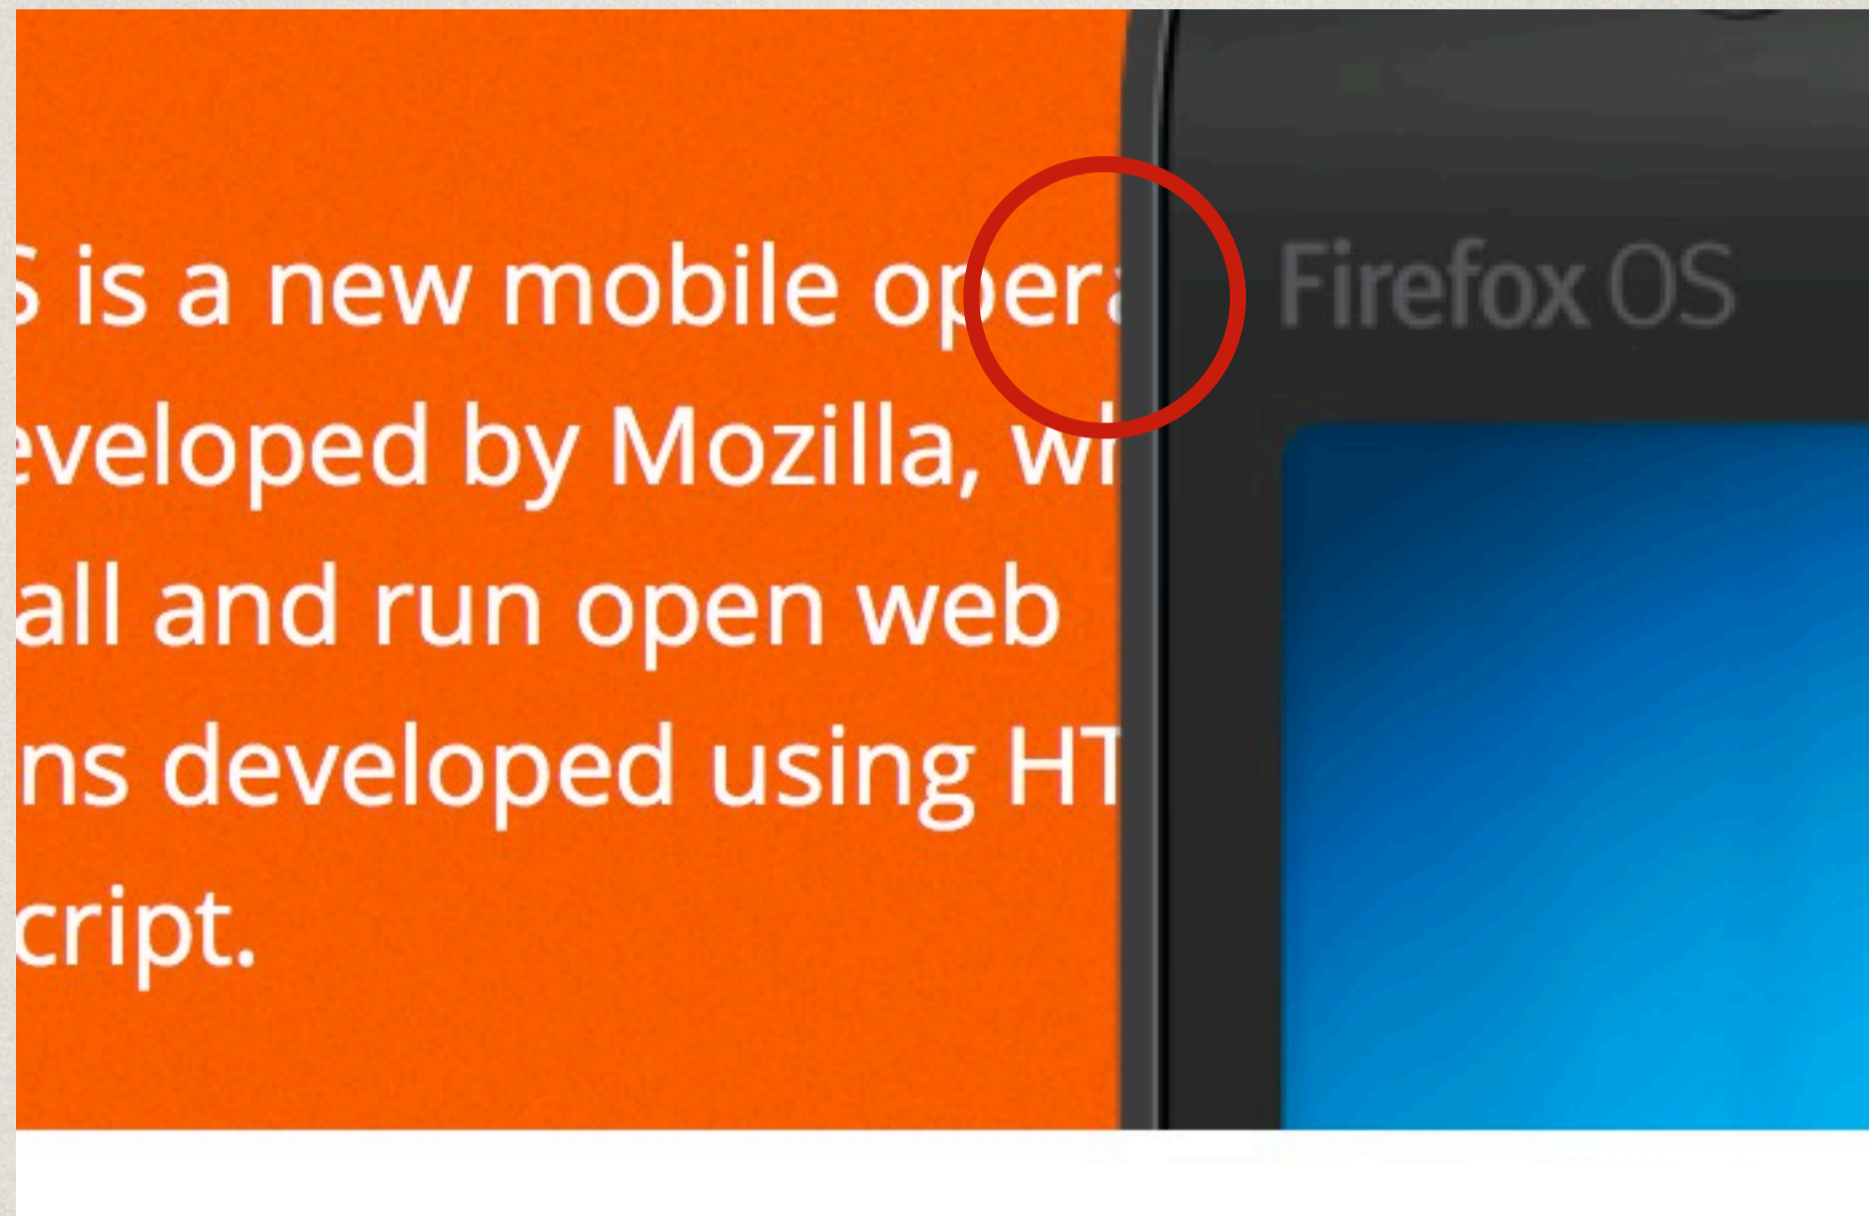 is a new mobile opera
eveloped by Mozilla, wh
all and run open web
ns developed using HT
cript.
Firefox OS